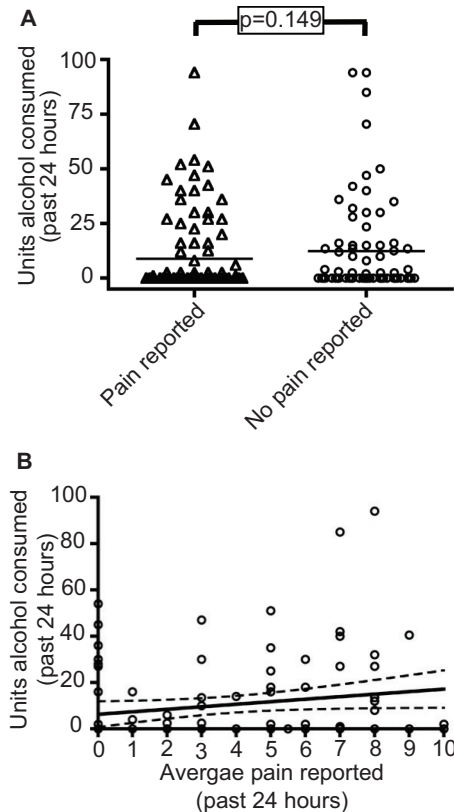 A
p=0.149
100
75
50
25
0
Units alcohol consumed
(past 24 hours)
Pain reported
No pain reported
B
100
80
60
40
20
0
Units alcohol consumed
(past 24 hours)
0 1 2 3 4 5 6 7 8 9 10
Avergae pain reported
(past 24 hours)